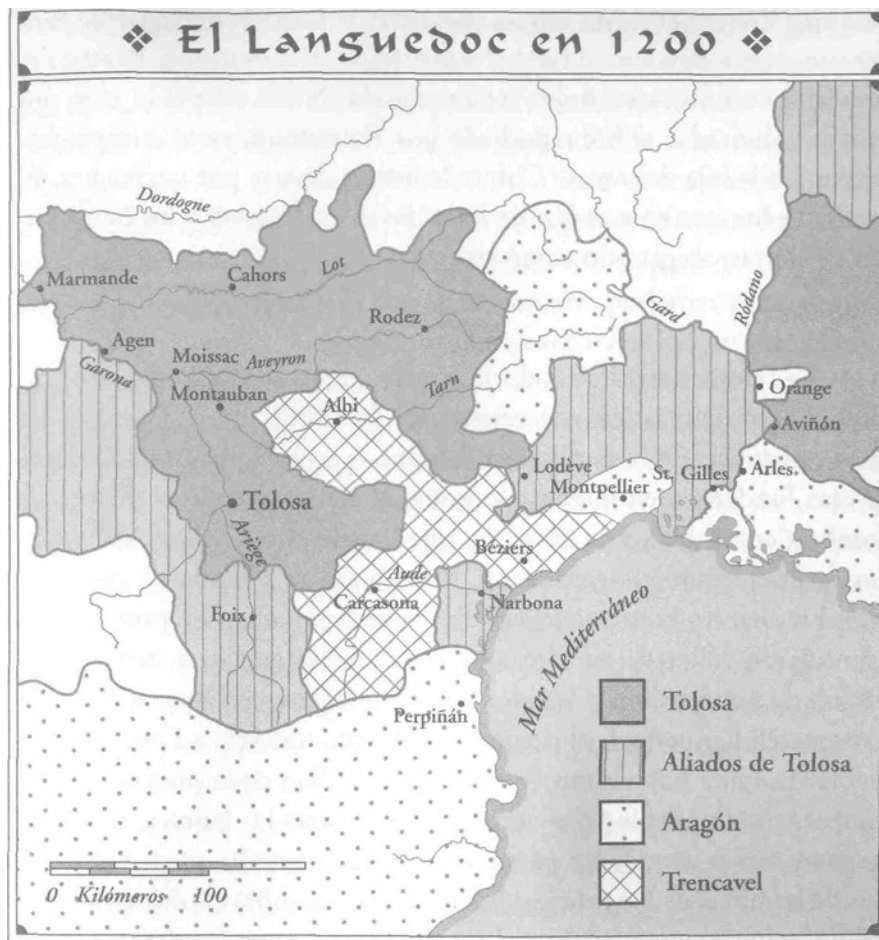 El Languedoc en 1200
Dordogne
Marmande
Cahors
Lot
Rodez
Gard
Ródano
Agen
Garona
Moissac
Aveyron
Montauban
Tarn
Albi
Orange
Aviñón
Tolosa
Lodève
Montpellier
St. Gilles
Arles
Ariège
Béziers
Aude
Carcasona
Narbona
Foix
Mar Mediterráneo
Perpiñán
Tolosa
Aliados de Tolosa
Aragón
Trencavel
0 Kilómeros 100